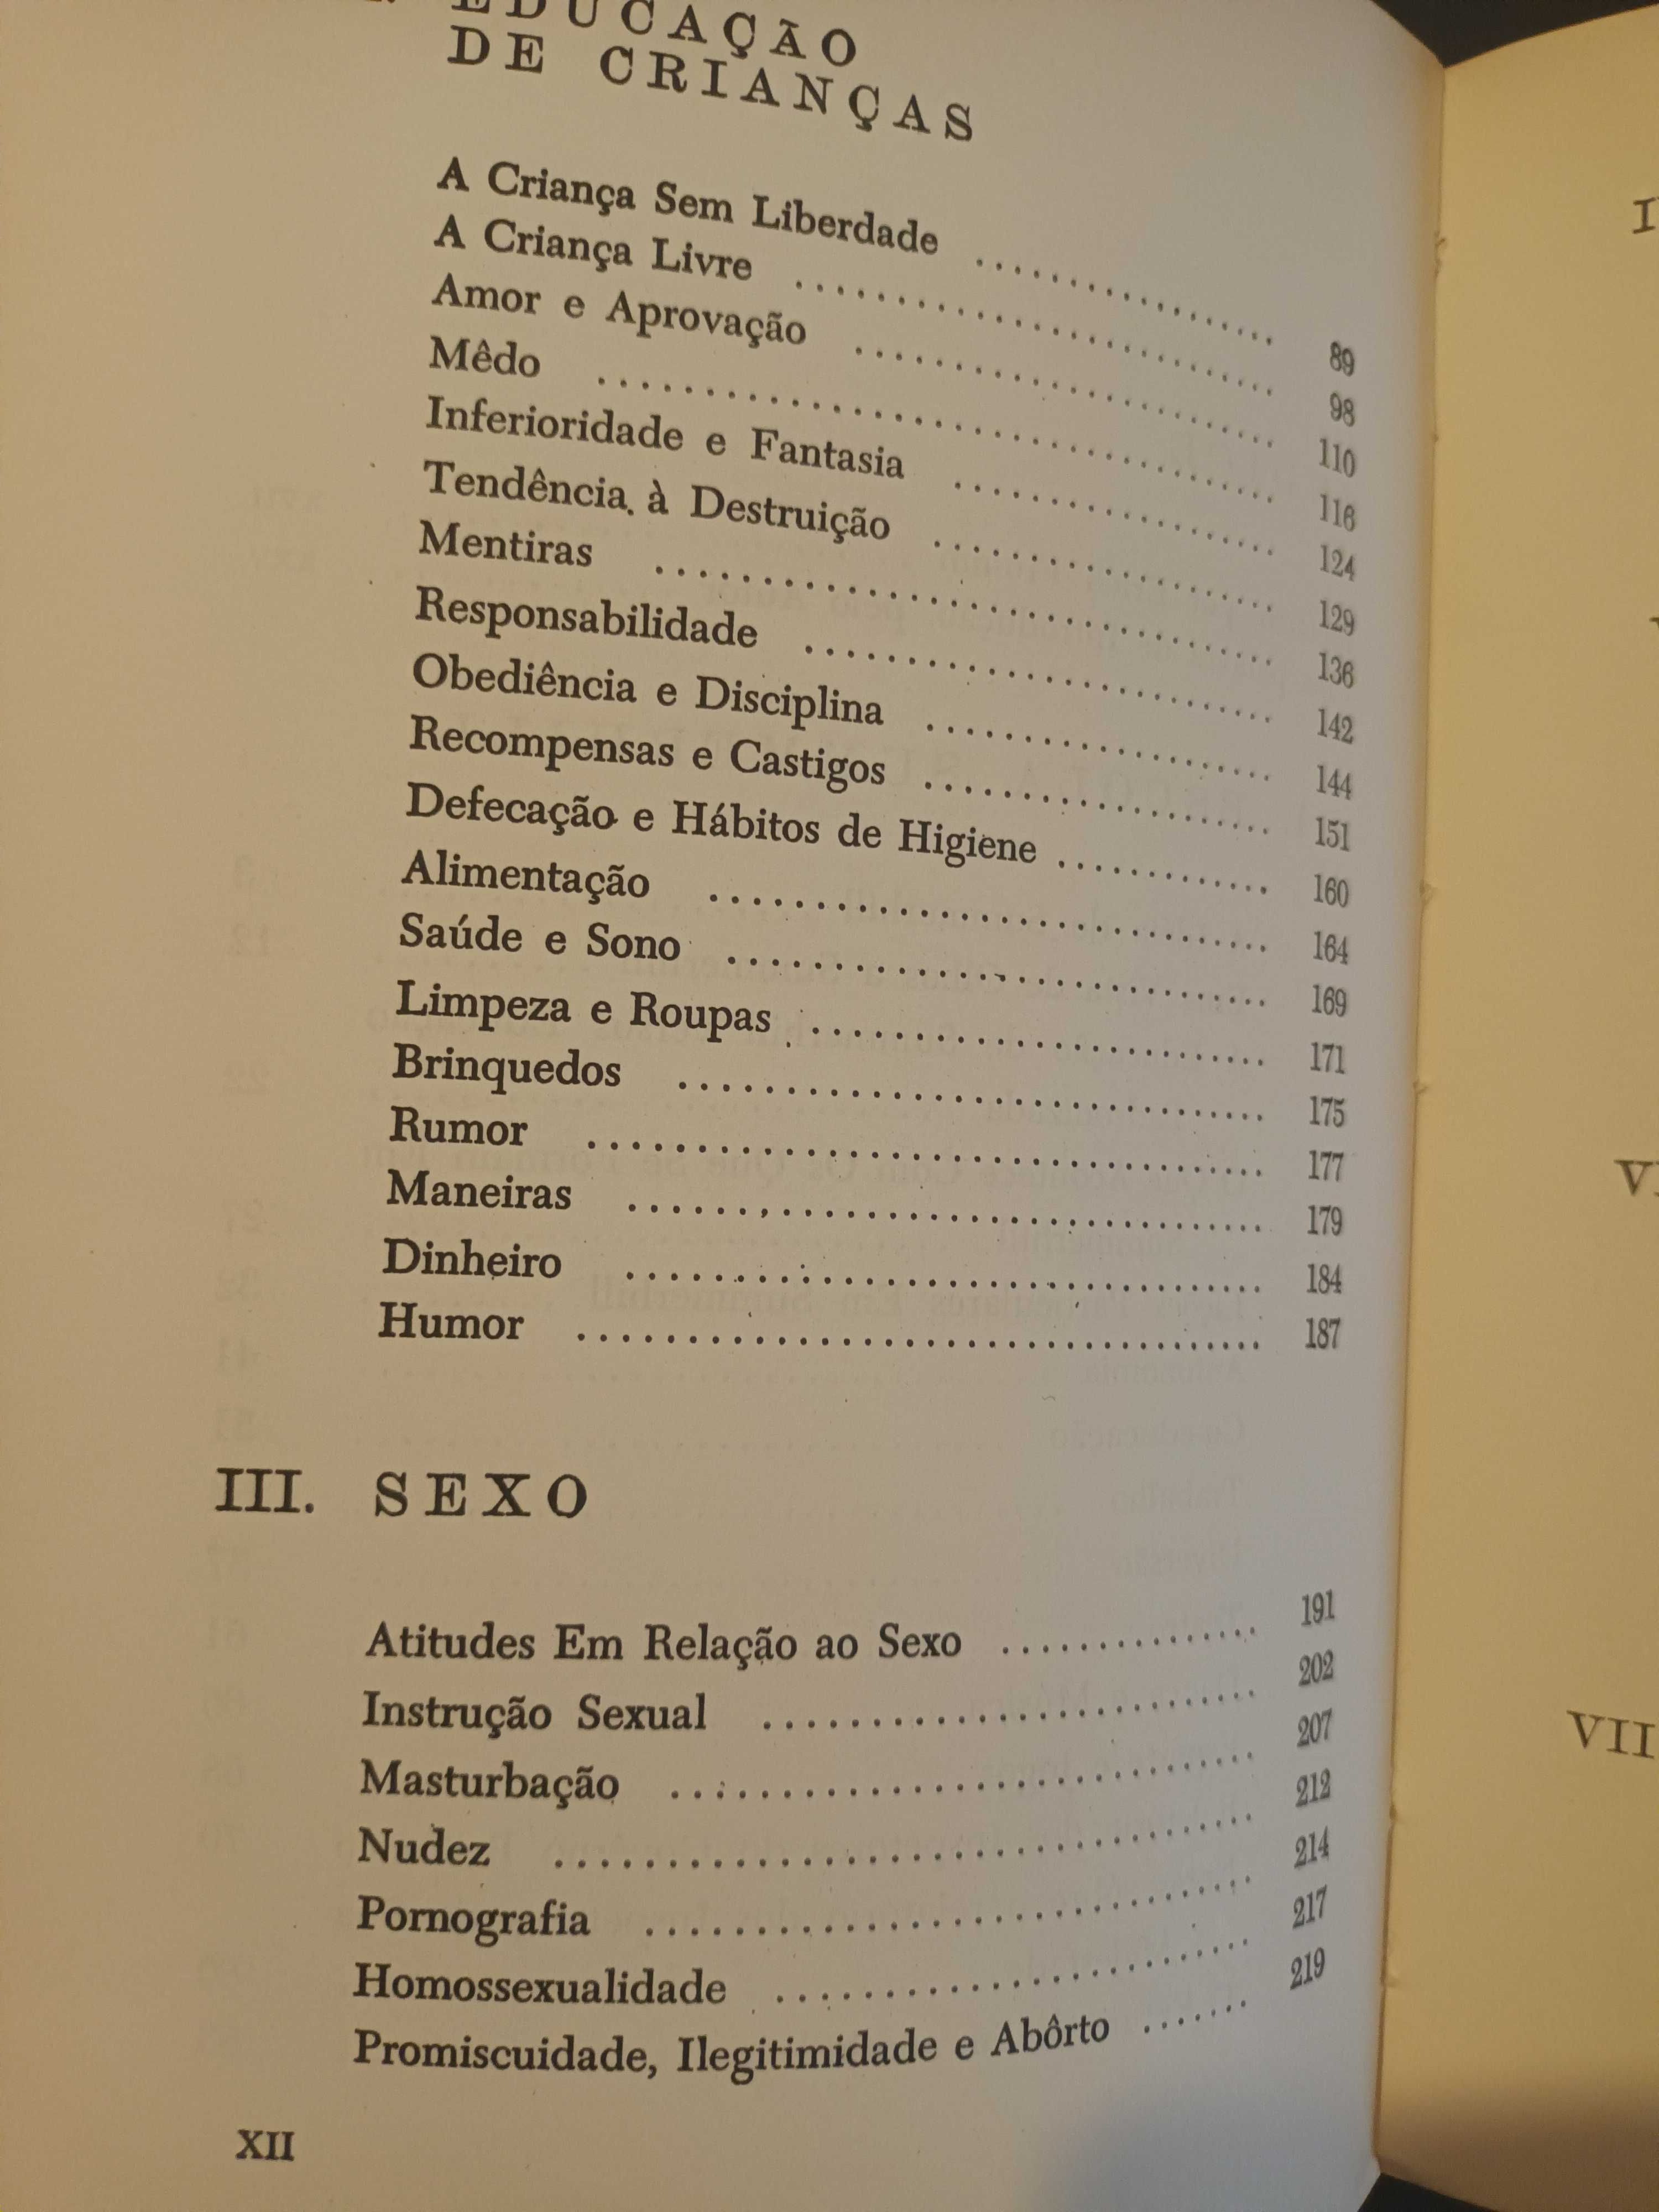 EDUCAÇÃO
DE CRIANÇAS
A Criança Sem Liberdade .................. 89
A Criança Livre .................. 98
Amor e Aprovação .................. 110
Mêdo .................. 116
Inferioridade e Fantasia .................. 124
Tendência à Destruição .................. 129
Mentiras .................. 136
Responsabilidade .................. 142
Obediência e Disciplina .................. 144
Recompensas e Castigos .................. 151
Defecação e Hábitos de Higiene .................. 160
Alimentação .................. 164
Saúde e Sono .................. 169
Limpeza e Roupas .................. 171
Brinquedos .................. 175
Rumor .................. 177
Maneiras .................. 179
Dinheiro .................. 184
Humor .................. 187
III. SEXO
Atitudes Em Relação ao Sexo .................. 191
Instrução Sexual .................. 202
Masturbação .................. 207
Nudez .................. 212
Pornografia .................. 214
Homossexualidade .................. 217
Promiscuidade, Ilegitimidade e Abôrto ....... 219
XII
VII